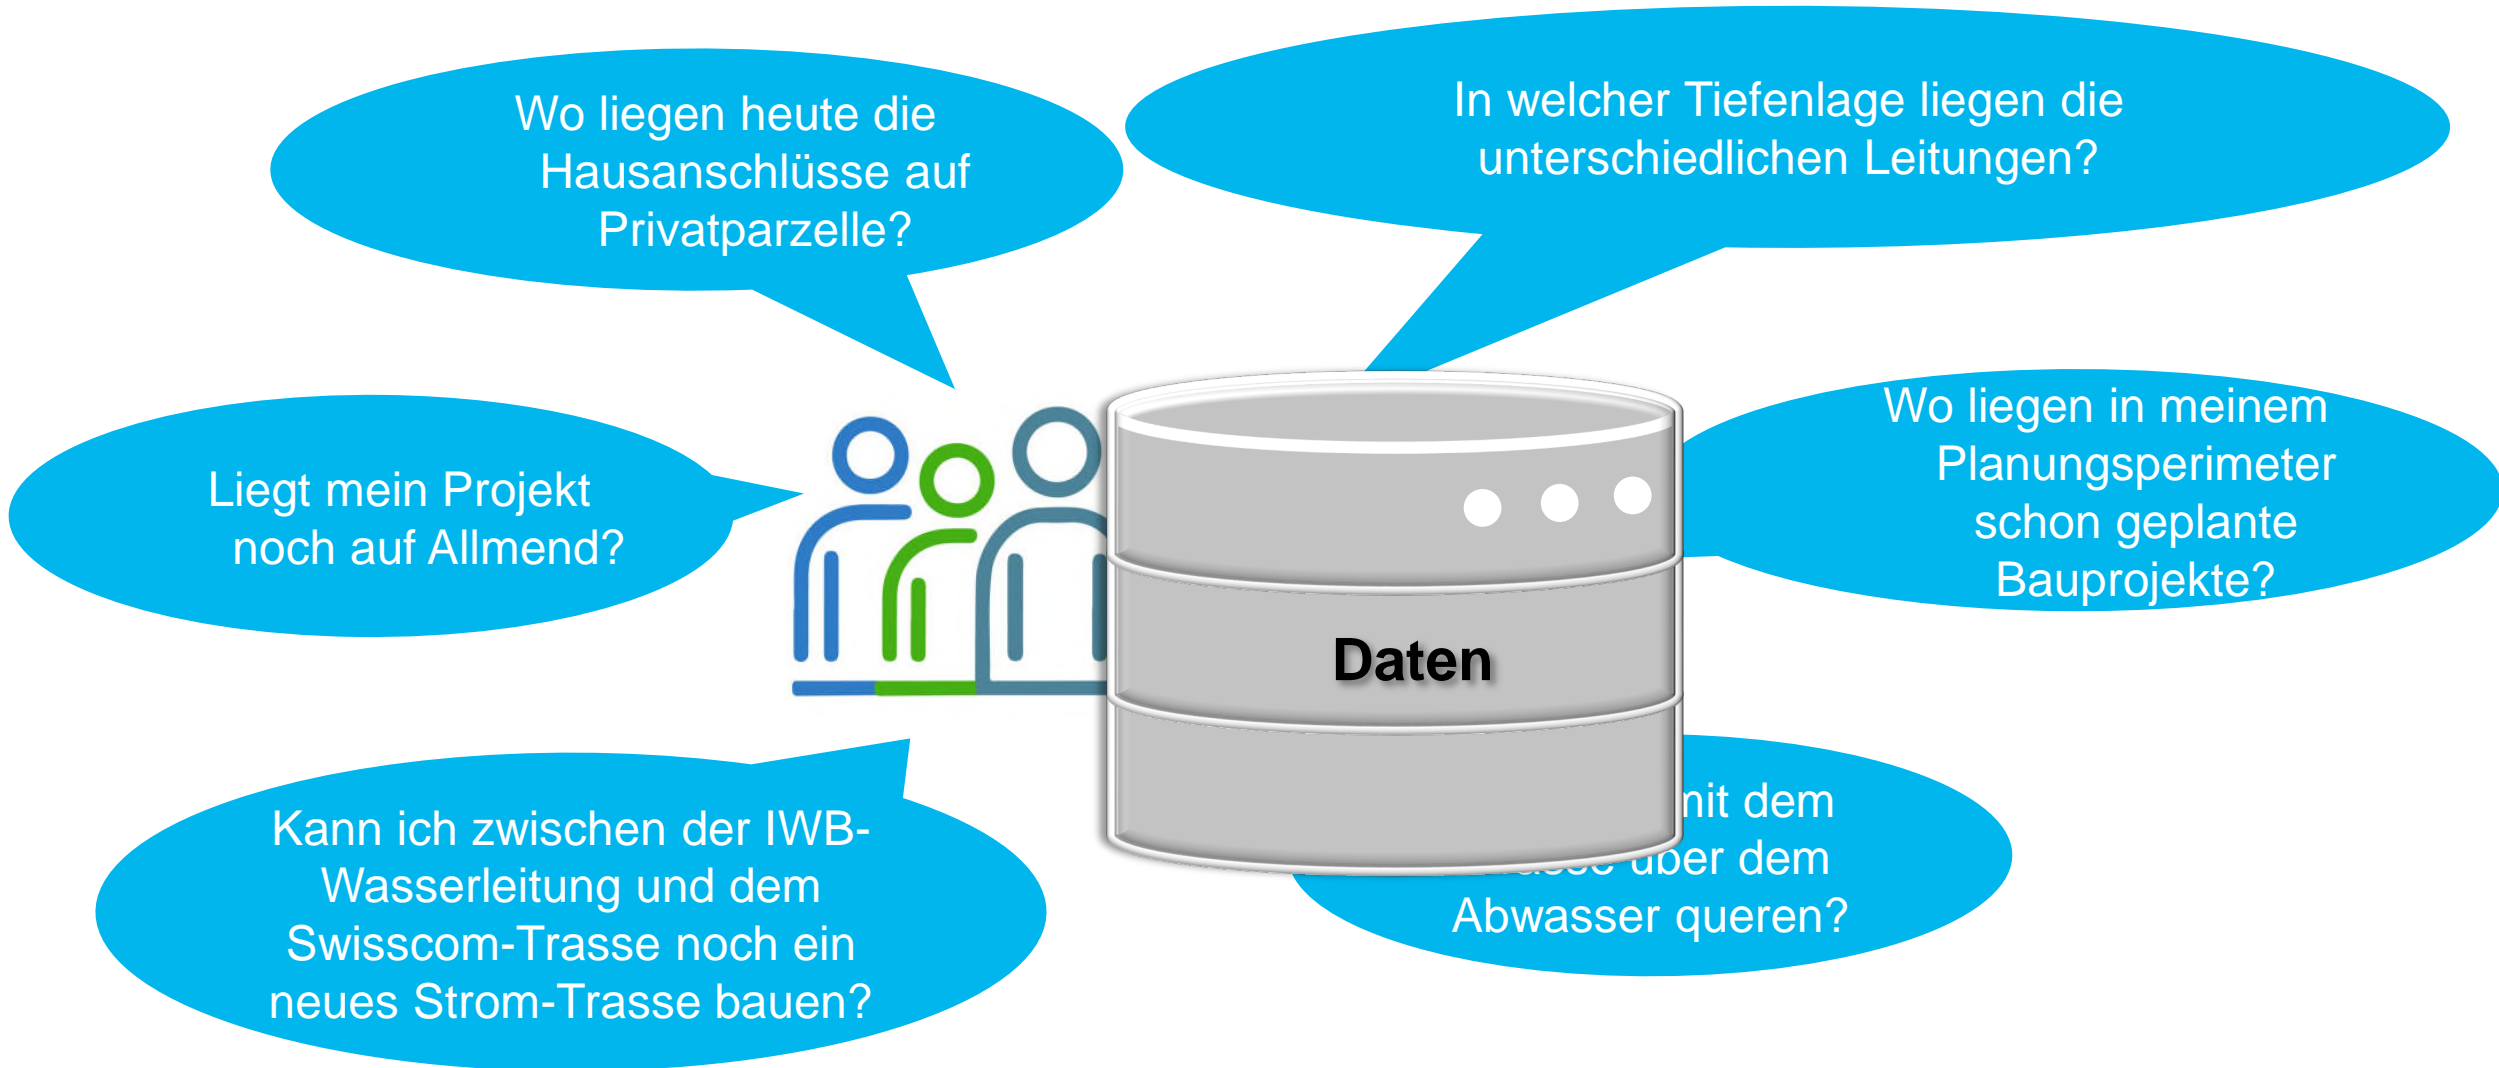 Wo liegen heute die
Hausanschlüsse auf
Privatparzelle?
In welcher Tiefenlage liegen die
unterschiedlichen Leitungen?
Liegt mein Projekt
noch auf Allmend?
Wo liegen in meinem
Planungsperimeter
schon geplante
Bauprojekte?
Daten
Kann ich zwischen der IWB-
Wasserleitung und dem
Swisscom-Trasse noch ein
neues Strom-Trasse bauen?
mit dem
über dem
Abwasser queren?